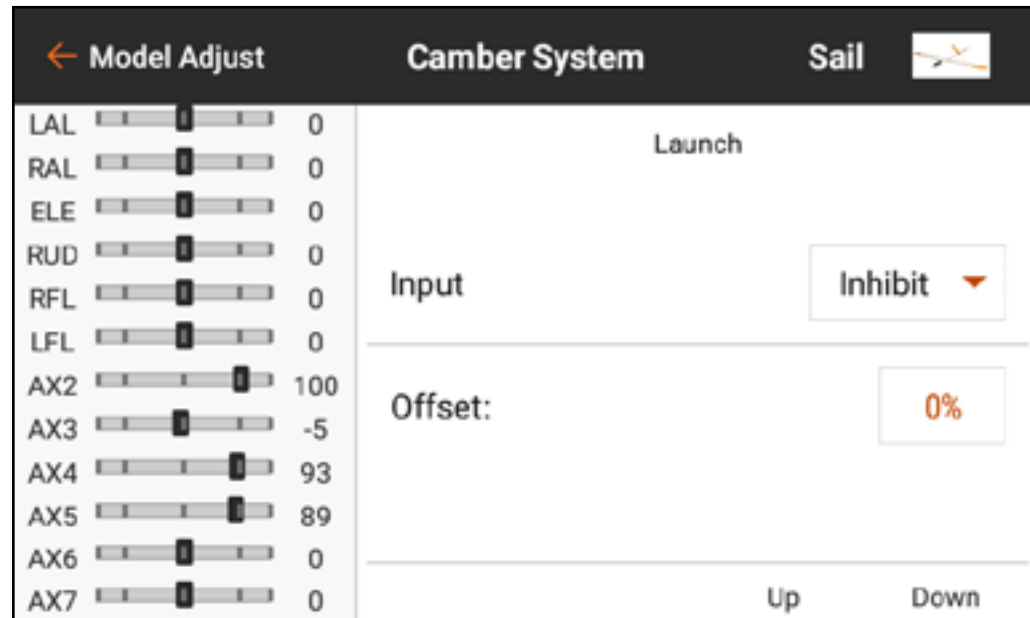 Model Adjust
Camber System
Sail
LAL 0
RAL 0
ELE 0
RUD 0
RFL 0
LFL 0
AX2 100
AX3 -5
AX4 93
AX5 89
AX6 0
AX7 0
Launch
Input Inhibit
Offset: 0%
Up Down